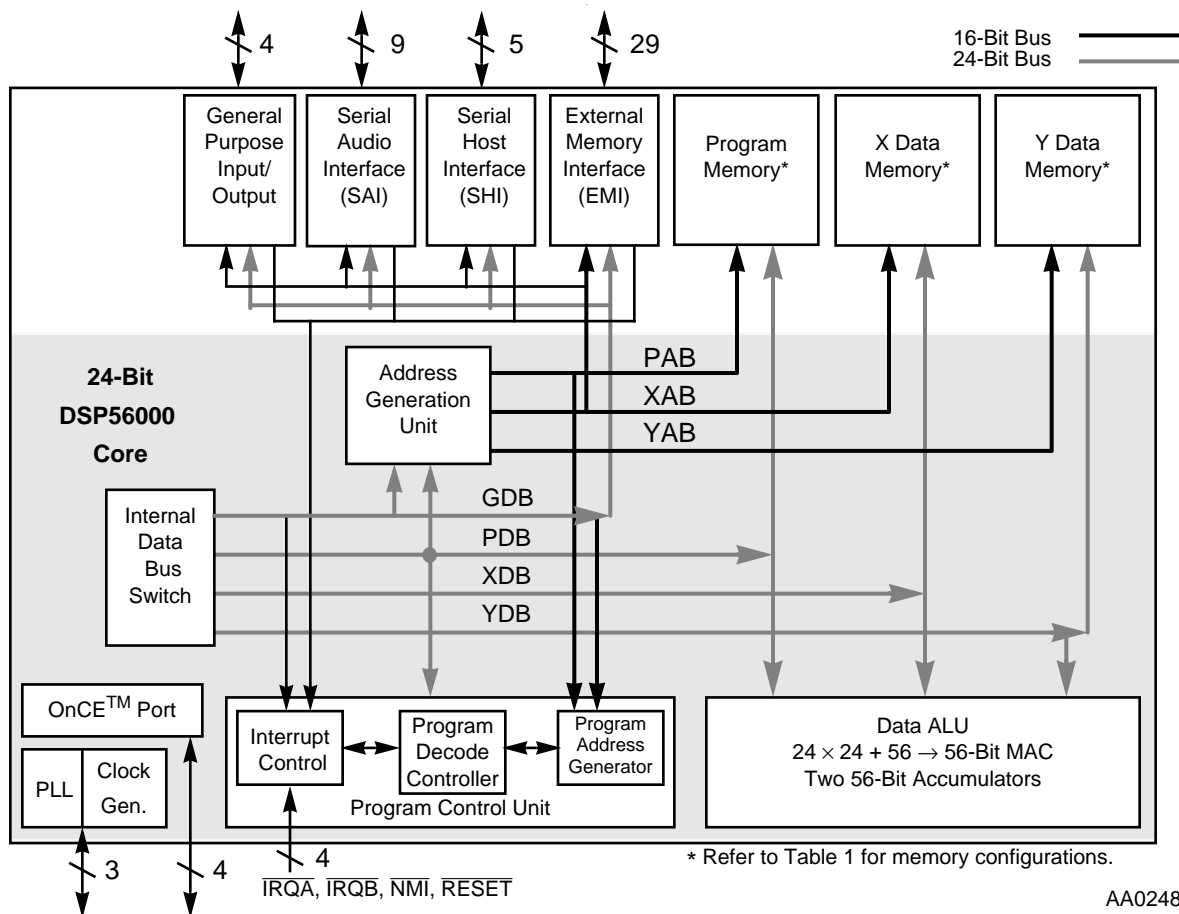 4
9
5
29
16-Bit Bus
24-Bit Bus
General
Purpose
Input/
Output
Serial
Audio
Interface
(SAI)
Serial
Host
Interface
(SHI)
External
Memory
Interface
(EMI)
Program
Memory*
X Data
Memory*
Y Data
Memory*
24-Bit
DSP56000
Core
Address
Generation
Unit
PAB
XAB
YAB
Internal
Data
Bus
Switch
GDB
PDB
XDB
YDB
OnCE™ Port
PLL
Clock
Gen.
Interrupt
Control
Program
Decode
Controller
Program
Address
Generator
Program Control Unit
Data ALU
24 × 24 + 56 → 56-Bit MAC
Two 56-Bit Accumulators
3
4
4
IRQA, IRQB, NMI, RESET
* Refer to Table 1 for memory configurations.
AA0248